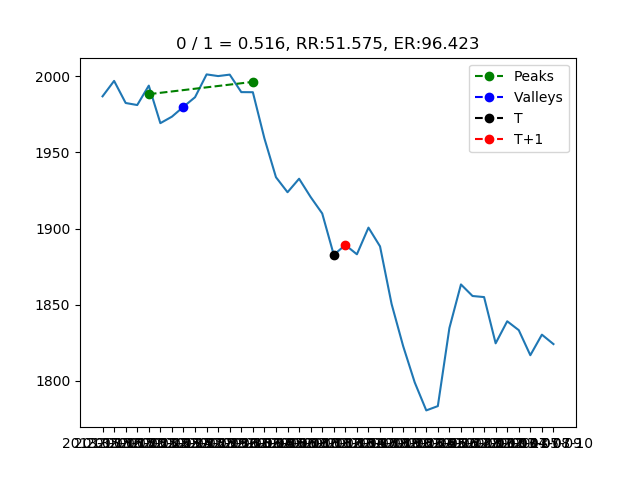 0 / 1 = 0.516, RR:51.575, ER:96.423
Peaks
Valleys
T
T+1
2000
1950
1900
1850
1800